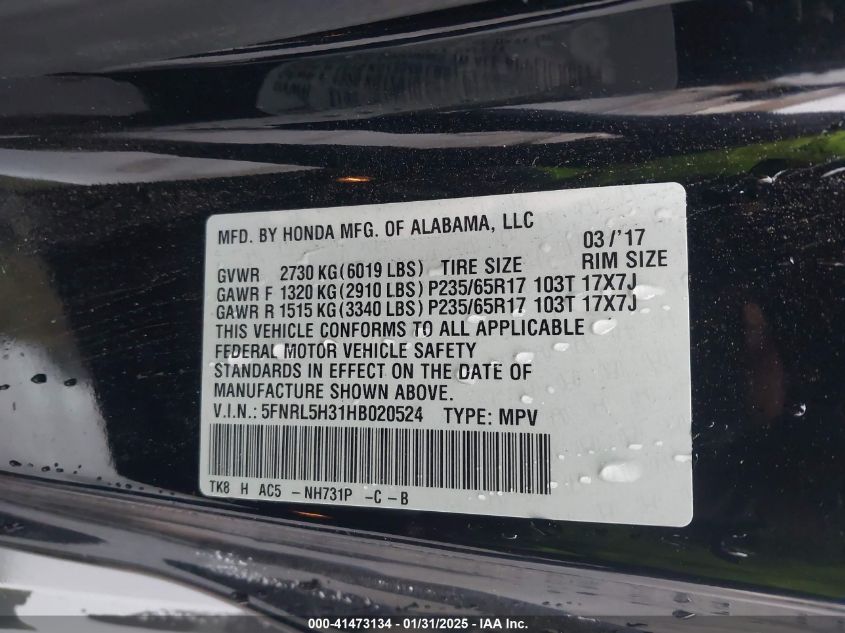 MFD. BY HONDA MFG. OF ALABAMA, LLC 03 /'17
GVWR 2730 KG(6019 LBS) TIRE SIZE RIM SIZE
GAWR F 1320 KG(2910 LBS) P235/65R17 103T 17X7J
GAWR R 1515 KG(3340 LBS) P235/65R17 103T 17X7J
THIS VEHICLE CONFORMS TO ALL APPLICABLE
FEDERAL MOTOR VEHICLE SAFETY
STANDARDS IN EFFECT ON THE DATE OF
MANUFACTURE SHOWN ABOVE.
V.I.N.: 5FNRL5H31HB020524 TYPE: MPV
TK8 H AC5 -NH731P -C-B
000-41473134 - 01/31/2025 - IAA Inc.